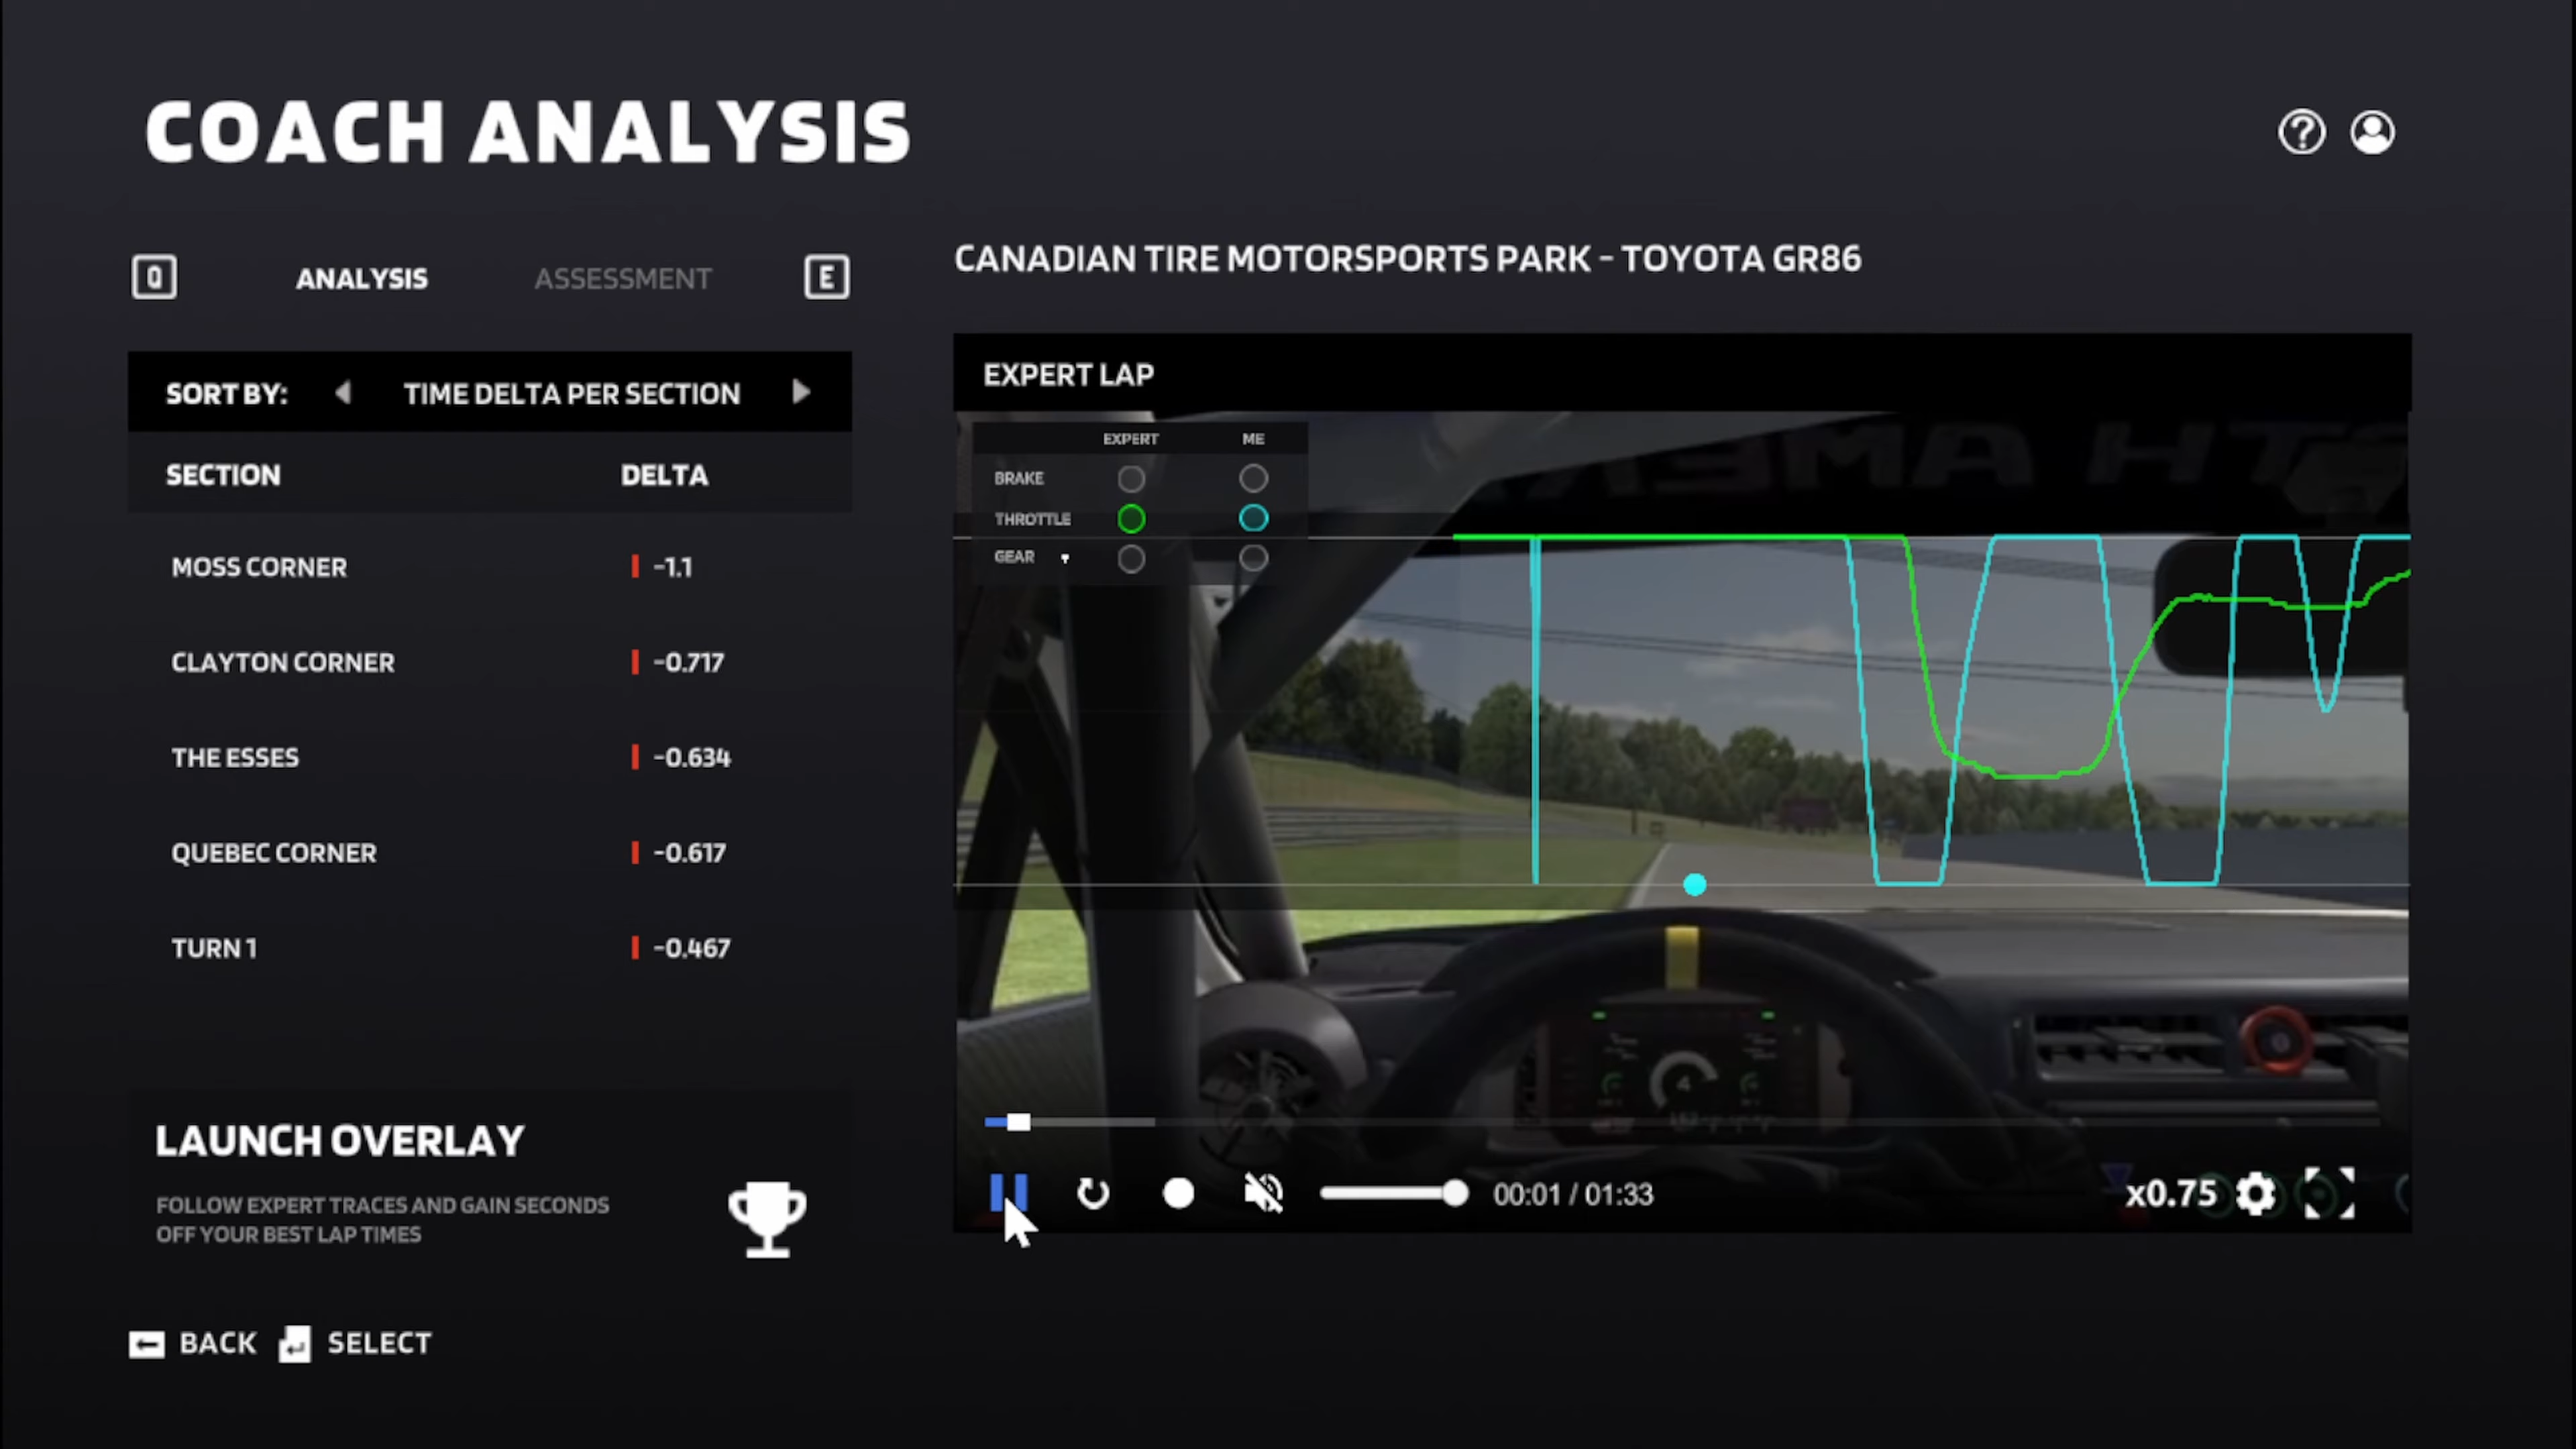 COACH ANALYSIS
Q ANALYSIS ASSESSMENT E
SORT BY: TIME DELTA PER SECTION
SECTION DELTA
MOSS CORNER -1.1
CLAYTON CORNER -0.717
THE ESSES -0.634
QUEBEC CORNER -0.617
TURN 1 -0.467
LAUNCH OVERLAY
FOLLOW EXPERT TRACES AND GAIN SECONDS
OFF YOUR BEST LAP TIMES
BACK SELECT
CANADIAN TIRE MOTORSPORTS PARK - TOYOTA GR86
EXPERT LAP
EXPERT ME
BRAKE
THROTTLE
GEAR
4
00:01 / 01:33
x0.75